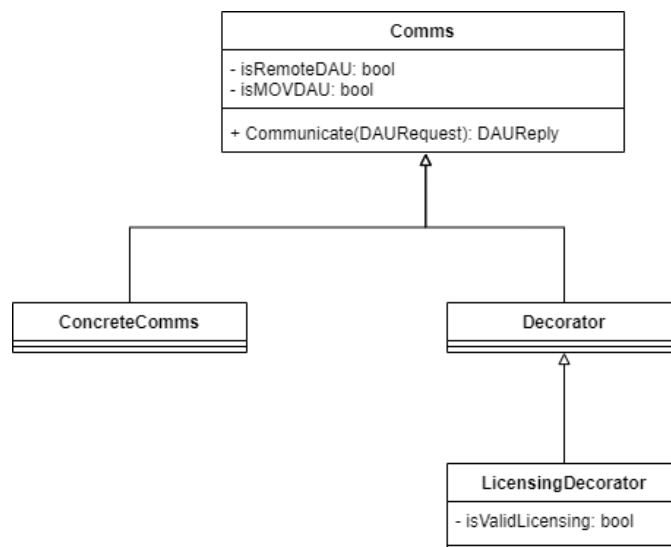 Comms
- isRemoteDAU: bool
- isMOVDAU: bool
+ Communicate(DAURequest): DAUReply
ConcreteComms
Decorator
LicensingDecorator
- isValidLicensing: bool